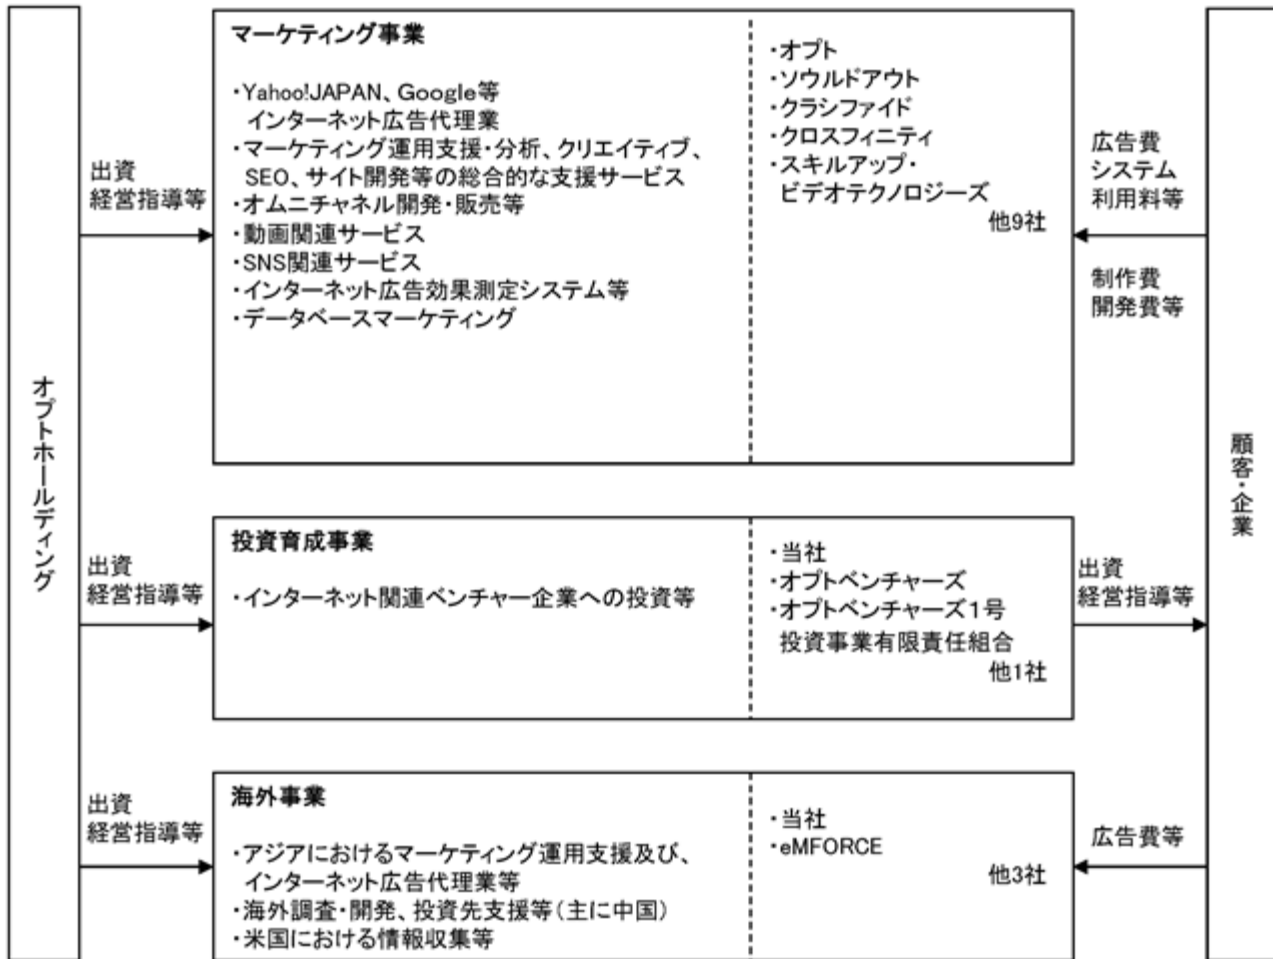 オプトホールディング
出資
経営指導等
マーケティング事業
・Yahoo!JAPAN、Google等
インターネット広告代理業
・マーケティング運用支援・分析、クリエイティブ、
SEO、サイト開発等の総合的な支援サービス
・オムニチャネル開発・販売等
・動画関連サービス
・SNS関連サービス
・インターネット広告効果測定システム等
・データベースマーケティング
・オプト
・ソウルドアウト
・クラシファイド
・クロスフィニティ
・スキルアップ・
ビデオテクノロジーズ
他9社
広告費
システム
利用料等
制作費
開発費等
出資
経営指導等
投資育成事業
・インターネット関連ベンチャー企業への投資等
・当社
・オプトベンチャーズ
・オプトベンチャーズ1号
投資事業有限責任組合
他1社
出資
経営指導等
出資
経営指導等
海外事業
・アジアにおけるマーケティング運用支援及び、
インターネット広告代理業等
・海外調査・開発、投資先支援等(主に中国)
・米国における情報収集等
・当社
・eMFORCE
他3社
広告費等
顧客・企業